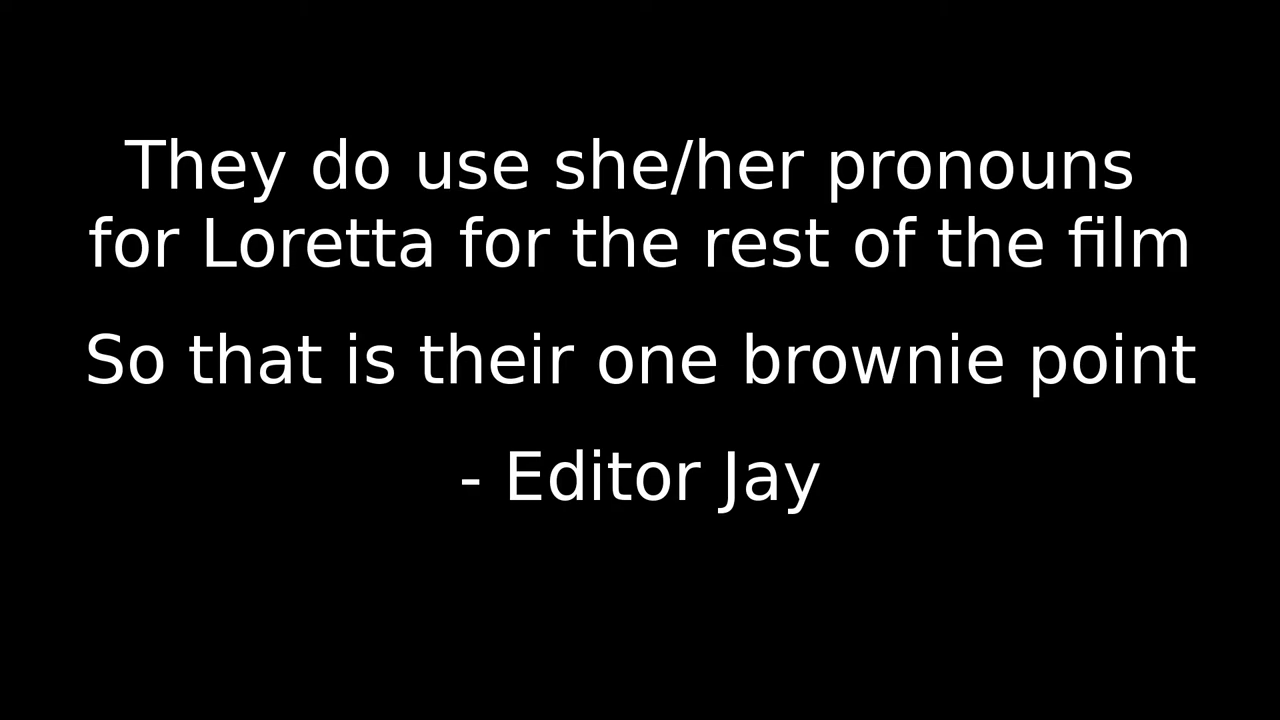 They do use she/her pronouns
for Loretta for the rest of the film
So that is their one brownie point
- Editor Jay